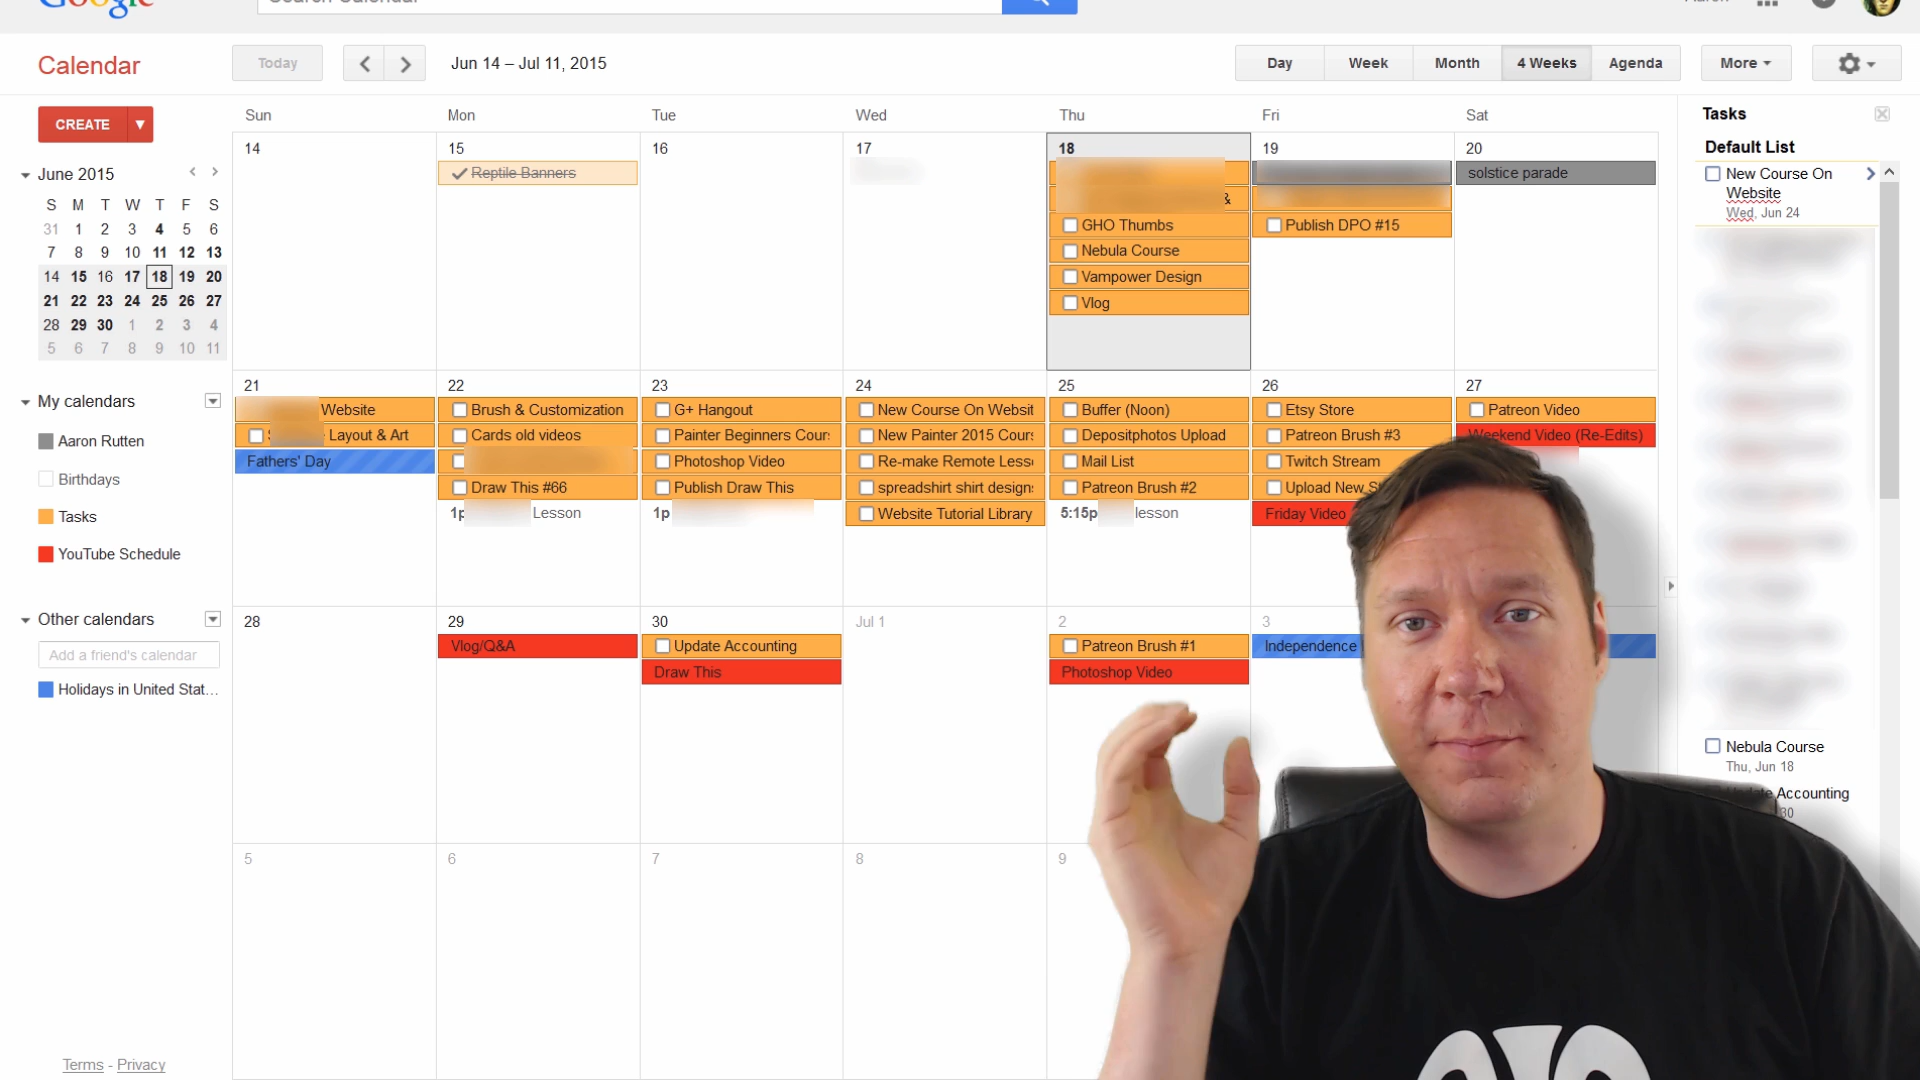 Google
Search Calendar
Calendar
Today
Jun 14 – Jul 11, 2015
Day
Week
Month
4 Weeks
Agenda
More
CREATE
June 2015
S M T W T F S
31 1 2 3 4 5 6
7 8 9 10 11 12 13
14 15 16 17 18 19 20
21 22 23 24 25 26 27
28 29 30 1 2 3 4
5 6 7 8 9 10 11
My calendars
Aaron Rutten
Birthdays
Tasks
YouTube Schedule
Other calendars
Add a friend's calendar
Holidays in United Stat...
Terms - Privacy
Sun Mon Tue Wed Thu Fri Sat
14 15 16 17 18 19 20
Reptile Banners
&
GHO Thumbs
Nebula Course
Vampower Design
Vlog
Publish DPO #15
solstice parade
21 22 23 24 25 26 27
Website
Layout & Art
Fathers' Day
Brush & Customization
Cards old videos
Draw This #66
1p Lesson
G+ Hangout
Painter Beginners Cour
Photoshop Video
Publish Draw This
1p
New Course On Websit
New Painter 2015 Cour
Re-make Remote Less
spreadshirt shirt design
Website Tutorial Library
Buffer (Noon)
Depositphotos Upload
Mail List
Patreon Brush #2
5:15p lesson
Etsy Store
Patreon Brush #3
Twitch Stream
Upload New S
Friday Video
Patreon Video
Weekend Video (Re-Edits)
28 29 30 Jul 1 2 3
Vlog/Q&A
Update Accounting
Draw This
Patreon Brush #1
Photoshop Video
Independence
5 6 7 8 9
Tasks
Default List
New Course On
Website
Wed, Jun 24
Nebula Course
Thu, Jun 18
Accounting
30